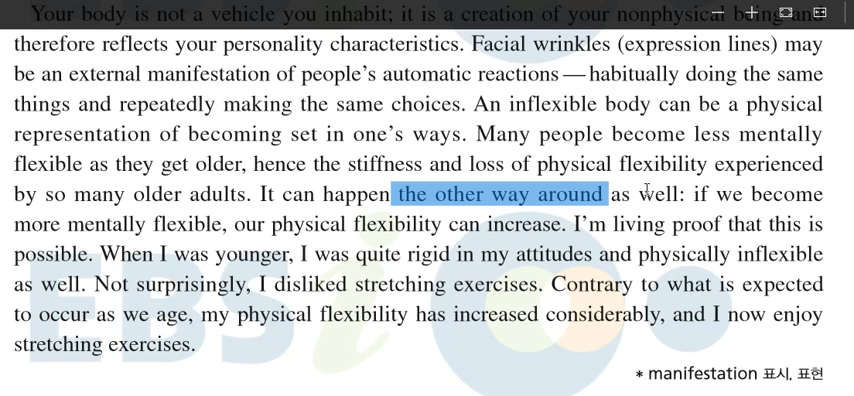 Your body is not a vehicle you inhabit; it is a creation of your nonphysical being and
therefore reflects your personality characteristics. Facial wrinkles (expression lines) may
be an external manifestation of people’s automatic reactions — habitually doing the same
things and repeatedly making the same choices. An inflexible body can be a physical
representation of becoming set in one’s ways. Many people become less mentally
flexible as they get older, hence the stiffness and loss of physical flexibility experienced
by so many older adults. It can happen the other way around as well: if we become
more mentally flexible, our physical flexibility can increase. I’m living proof that this is
possible. When I was younger, I was quite rigid in my attitudes and physically inflexible
as well. Not surprisingly, I disliked stretching exercises. Contrary to what is expected
to occur as we age, my physical flexibility has increased considerably, and I now enjoy
stretching exercises.
* manifestation 표시, 표현
EBSi